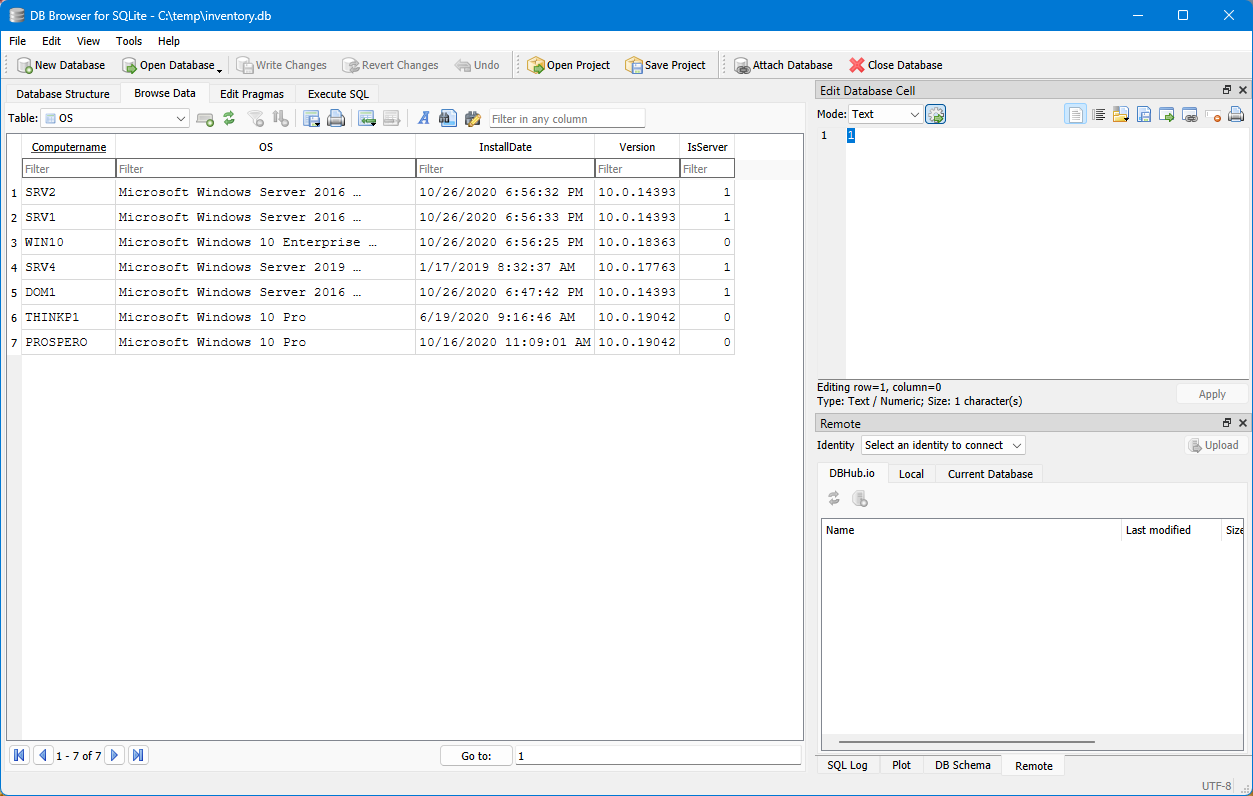 DB Browser for SQLite - C:\temp\inventory.db
File Edit View Tools Help
New Database Open Database Write Changes Revert Changes Undo Open Project Save Project Attach Database Close Database
Database Structure Browse Data Edit Pragmas Execute SQL
Table: OS Filter in any column
Computername OS InstallDate Version IsServer
Filter Filter Filter Filter Filter
1 SRV2 Microsoft Windows Server 2016 … 10/26/2020 6:56:32 PM 10.0.14393 1
2 SRV1 Microsoft Windows Server 2016 … 10/26/2020 6:56:33 PM 10.0.14393 1
3 WIN10 Microsoft Windows 10 Enterprise … 10/26/2020 6:56:25 PM 10.0.18363 0
4 SRV4 Microsoft Windows Server 2019 … 1/17/2019 8:32:37 AM 10.0.17763 1
5 DOM1 Microsoft Windows Server 2016 … 10/26/2020 6:47:42 PM 10.0.14393 1
6 THINKP1 Microsoft Windows 10 Pro 6/19/2020 9:16:46 AM 10.0.19042 0
7 PROSPERO Microsoft Windows 10 Pro 10/16/2020 11:09:01 AM 10.0.19042 0
1 - 7 of 7 Go to: 1
Edit Database Cell
Mode: Text
1 1
Editing row=1, column=0
Type: Text / Numeric; Size: 1 character(s)
Apply
Remote
Identity Select an identity to connect Upload
DBHub.io Local Current Database
Name Last modified Size
SQL Log Plot DB Schema Remote
UTF-8